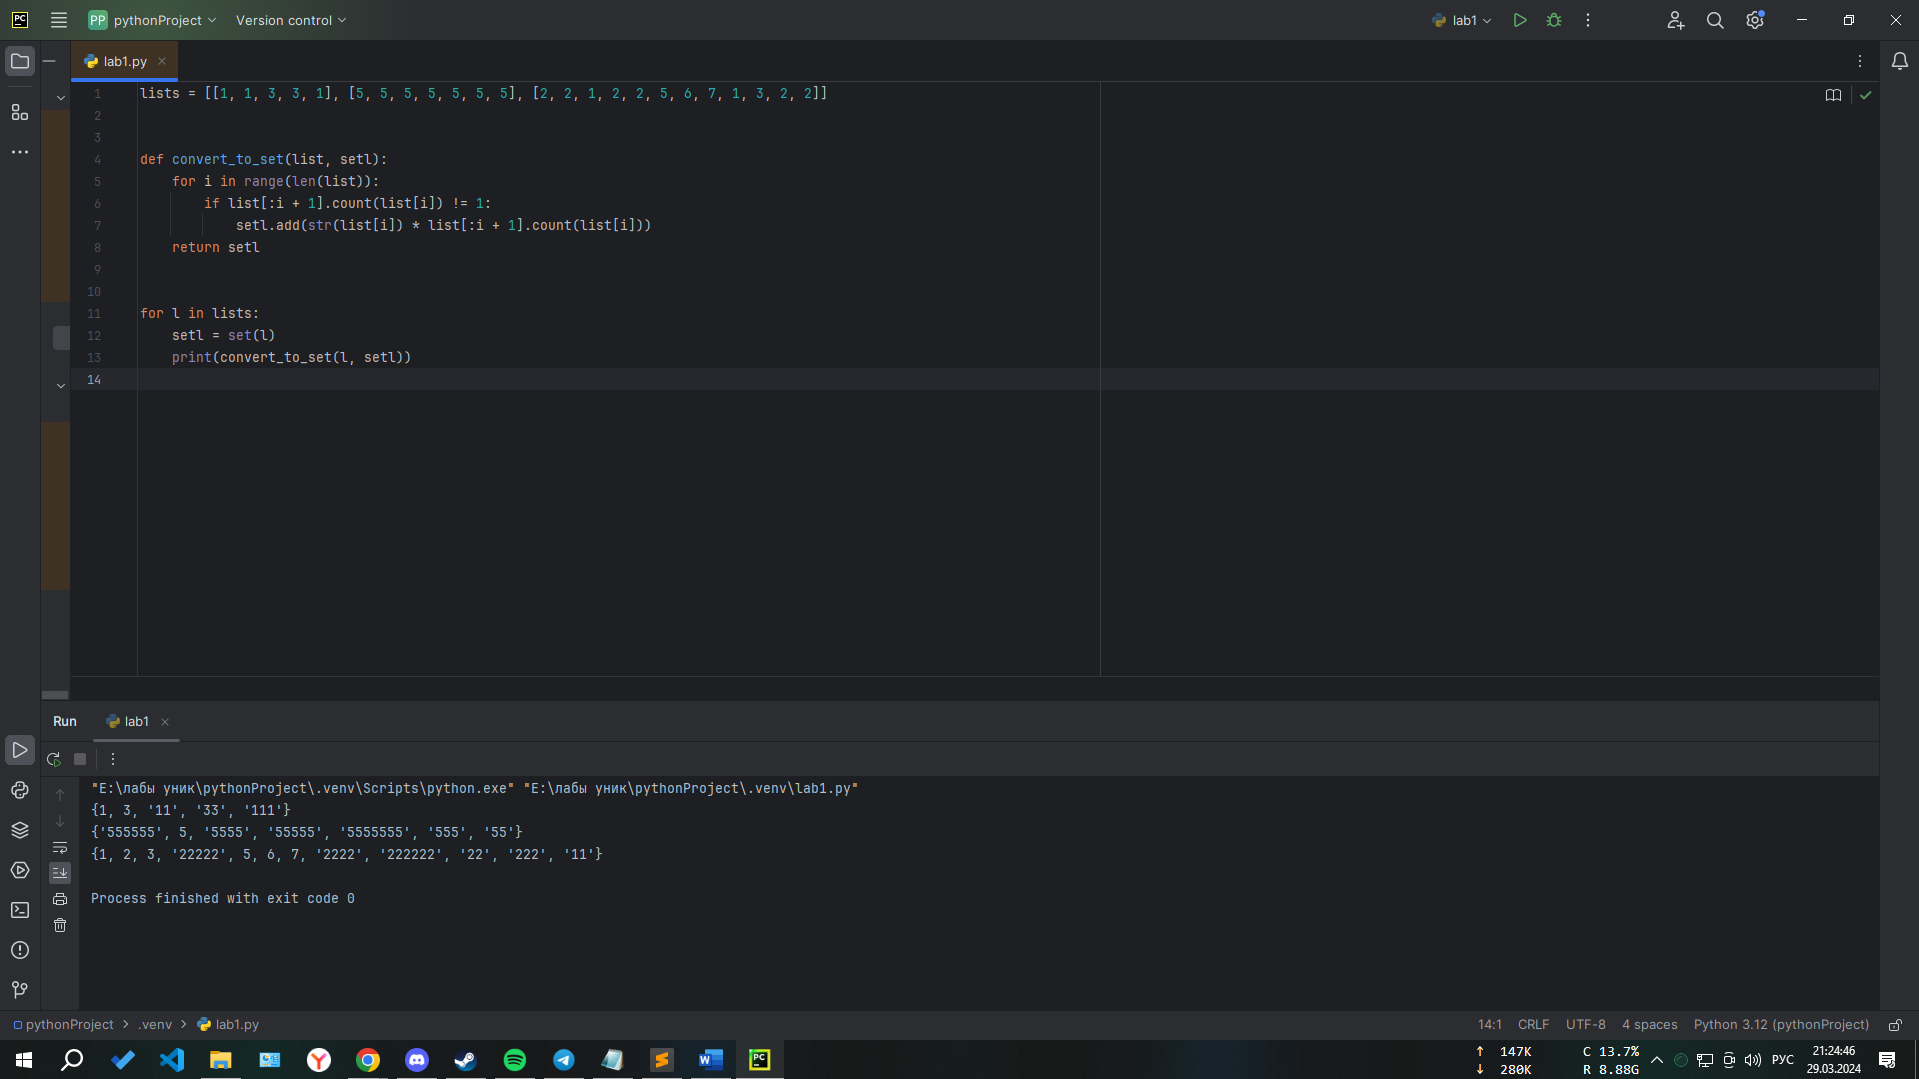 PC PP pythonProject Version control lab1
lab1.py
1 lists = [[1, 1, 3, 3, 1], [5, 5, 5, 5, 5, 5, 5], [2, 2, 1, 2, 2, 5, 6, 7, 1, 3, 2, 2]]
2
3
4 def convert_to_set(list, setl):
5 for i in range(len(list)):
6 if list[:i + 1].count(list[i]) != 1:
7 setl.add(str(list[i]) * list[:i + 1].count(list[i]))
8 return setl
9
10
11 for l in lists:
12 setl = set(l)
13 print(convert_to_set(l, setl))
14
Run lab1
"E:\лабы уник\pythonProject\.venv\Scripts\python.exe" "E:\лабы уник\pythonProject\.venv\lab1.py"
{1, 3, '11', '33', '111'}
{'555555', 5, '5555', '55555', '5555555', '555', '55'}
{1, 2, 3, '22222', 5, 6, 7, '2222', '222222', '22', '222', '11'}
Process finished with exit code 0
pythonProject > .venv > lab1.py 14:1 CRLF UTF-8 4 spaces Python 3.12 (pythonProject)
↑ 147K C 13.7% РУС 21:24:46
↓ 280K R 8.88G 29.03.2024